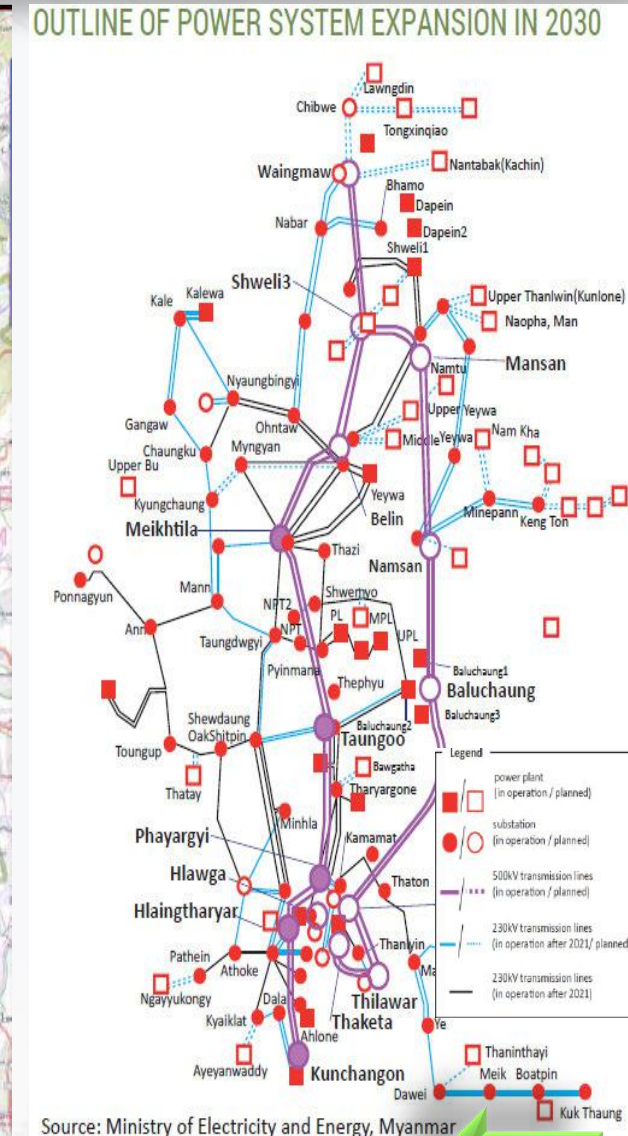 OUTLINE OF POWER SYSTEM EXPANSION IN 2030
Lawngdin
Chibwe
Tongxinqiao
Waingmaw
Nantabak(Kachin)
Bhamo
Dapein
Nabar
Dapein2
Shweli1
Shweli3
Kale
Kalewa
Upper Thanlwin(Kunlone)
Naopha, Man
Mansan
Namtu
Nyaungbingyi
Upper Yeywa
Gangaw
Ohntaw
Nam Kha
Middle Yeywa
Chaungku
Myngyan
Upper Bu
Yeywa
Kyungchaung
Belin
Minepann
Keng Ton
Meikhtila
Thazi
Namsan
Mann
Shwemyo
Ponnagyun
NPT2
PL
MPL
Ann
NPT
UPL
Taungdwgyi
Pyinmana
Baluchaung1
Thephyu
Baluchaung
Baluchaung3
Shewdaung
Baluchaung2
OakShitpin
Taungoo
Toungup
Bawgatha
Thatay
Tharyargone
Minhla
Phayargyi
Kamamat
Hlawga
Thaton
Hlaingtharyar
Pathein
Athoke
Thanlyin
Ma
Ngayyukongy
Dala
Thilawar
Kyaiklat
Thaketa
Ahlone
Ye
Ayeyanwaddy
Kunchangon
Thaninthayi
Meik
Boatpin
Dawei
Kuk Thaung
Legend
power plant
(in operation / planned)
substation
(in operation / planned)
500kV transmission lines
(in operation / planned)
230kV transmission lines
(in operation after 2021/ planned
230kV transmission lines
(in operation after 2021)
Source: Ministry of Electricity and Energy, Myanmar